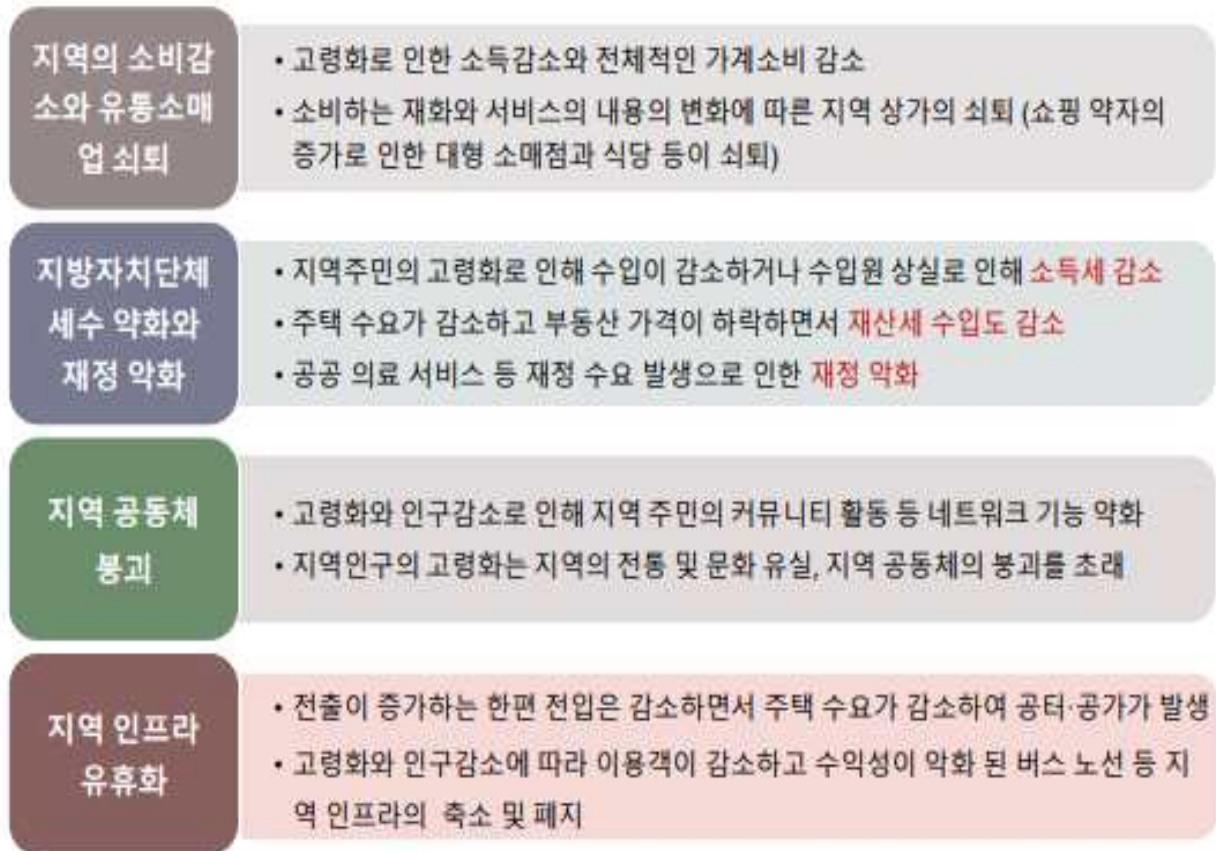 지역의 소비감
소와 유통소매
업 쇠퇴
• 고령화로 인한 소득감소와 전체적인 가계소비 감소
• 소비하는 재화와 서비스의 내용의 변화에 따른 지역 상가의 쇠퇴 (쇼핑 약자의
증가로 인한 대형 소매점과 식당 등이 쇠퇴)
지방자치단체
세수 약화와
재정 악화
• 지역주민의 고령화로 인해 수입이 감소하거나 수입원 상실로 인해 소득세 감소
• 주택 수요가 감소하고 부동산 가격이 하락하면서 재산세 수입도 감소
• 공공 의료 서비스 등 재정 수요 발생으로 인한 재정 악화
지역 공동체
붕괴
• 고령화와 인구감소로 인해 지역 주민의 커뮤니티 활동 등 네트워크 기능 약화
• 지역인구의 고령화는 지역의 전통 및 문화 유실, 지역 공동체의 붕괴를 초래
지역 인프라
유휴화
• 전출이 증가하는 한편 전입은 감소하면서 주택 수요가 감소하여 공터·공가가 발생
• 고령화와 인구감소에 따라 이용객이 감소하고 수익성이 악화 된 버스 노선 등 지
역 인프라의 축소 및 폐지